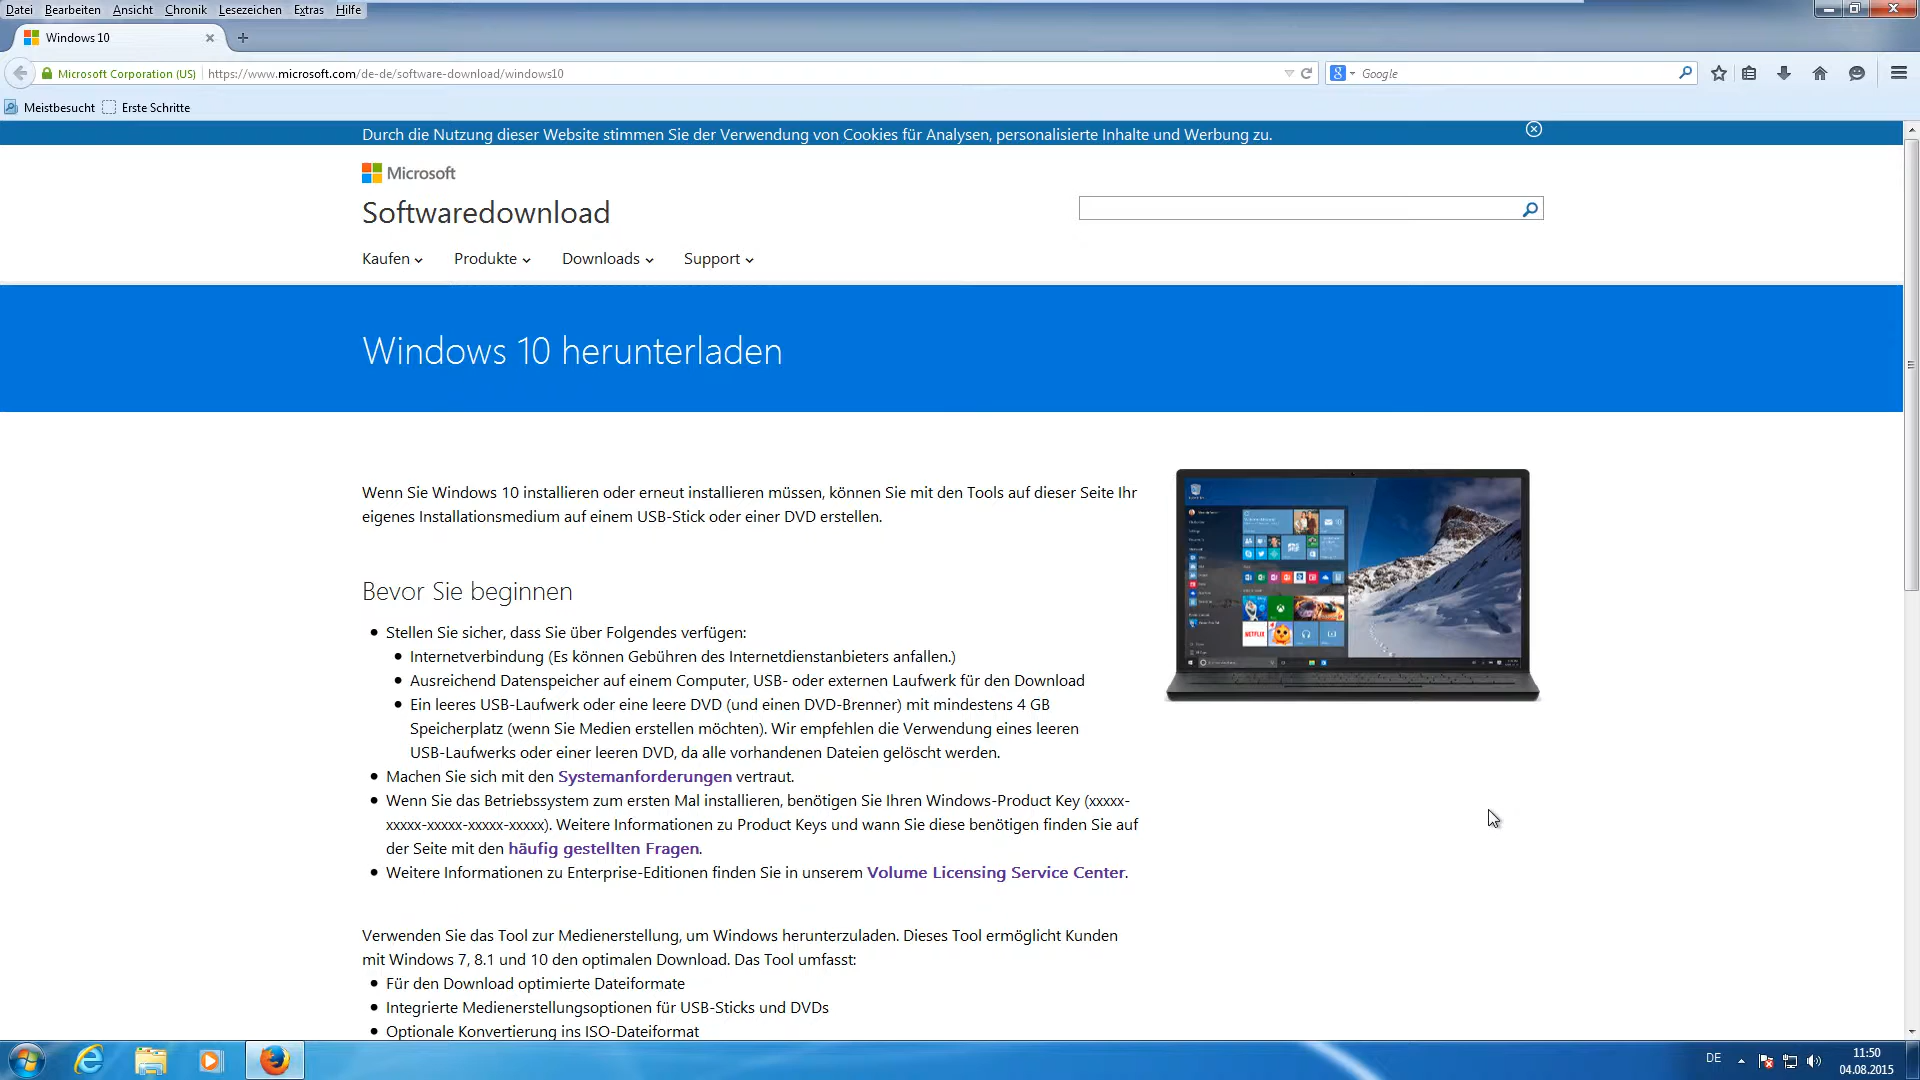 Datei Bearbeiten Ansicht Chronik Lesezeichen Extras Hilfe
Windows 10
Microsoft Corporation (US) https://www.microsoft.com/de-de/software-download/windows10 Google
Meistbesucht Erste Schritte
Durch die Nutzung dieser Website stimmen Sie der Verwendung von Cookies für Analysen, personalisierte Inhalte und Werbung zu.
Microsoft
Softwaredownload
Kaufen Produkte Downloads Support
Windows 10 herunterladen
Wenn Sie Windows 10 installieren oder erneut installieren müssen, können Sie mit den Tools auf dieser Seite Ihr
eigenes Installationsmedium auf einem USB-Stick oder einer DVD erstellen.
Bevor Sie beginnen
Stellen Sie sicher, dass Sie über Folgendes verfügen:
Internetverbindung (Es können Gebühren des Internetdienstanbieters anfallen.)
Ausreichend Datenspeicher auf einem Computer, USB- oder externen Laufwerk für den Download
Ein leeres USB-Laufwerk oder eine leere DVD (und einen DVD-Brenner) mit mindestens 4 GB
Speicherplatz (wenn Sie Medien erstellen möchten). Wir empfehlen die Verwendung eines leeren
USB-Laufwerks oder einer leeren DVD, da alle vorhandenen Dateien gelöscht werden.
Machen Sie sich mit den Systemanforderungen vertraut.
Wenn Sie das Betriebssystem zum ersten Mal installieren, benötigen Sie Ihren Windows-Product Key (xxxxx-
xxxxx-xxxxx-xxxxx-xxxxx). Weitere Informationen zu Product Keys und wann Sie diese benötigen finden Sie auf
der Seite mit den häufig gestellten Fragen.
Weitere Informationen zu Enterprise-Editionen finden Sie in unserem Volume Licensing Service Center.
Verwenden Sie das Tool zur Medienerstellung, um Windows herunterzuladen. Dieses Tool ermöglicht Kunden
mit Windows 7, 8.1 und 10 den optimalen Download. Das Tool umfasst:
Für den Download optimierte Dateiformate
Integrierte Medienerstellungsoptionen für USB-Sticks und DVDs
Optionale Konvertierung ins ISO-Dateiformat
NETFLIX
DE
11:50
04.08.2015